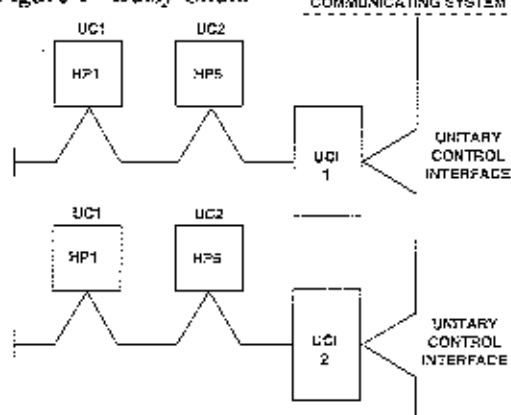 COMMUNICATING SYSTEM
UC1
UC2
HP1
HP5
UCI
1
UNITARY
CONTROL
INTERFACE
UC1
UC2
HP1
HP5
UCI
2
UNITARY
CONTROL
INTERFACE